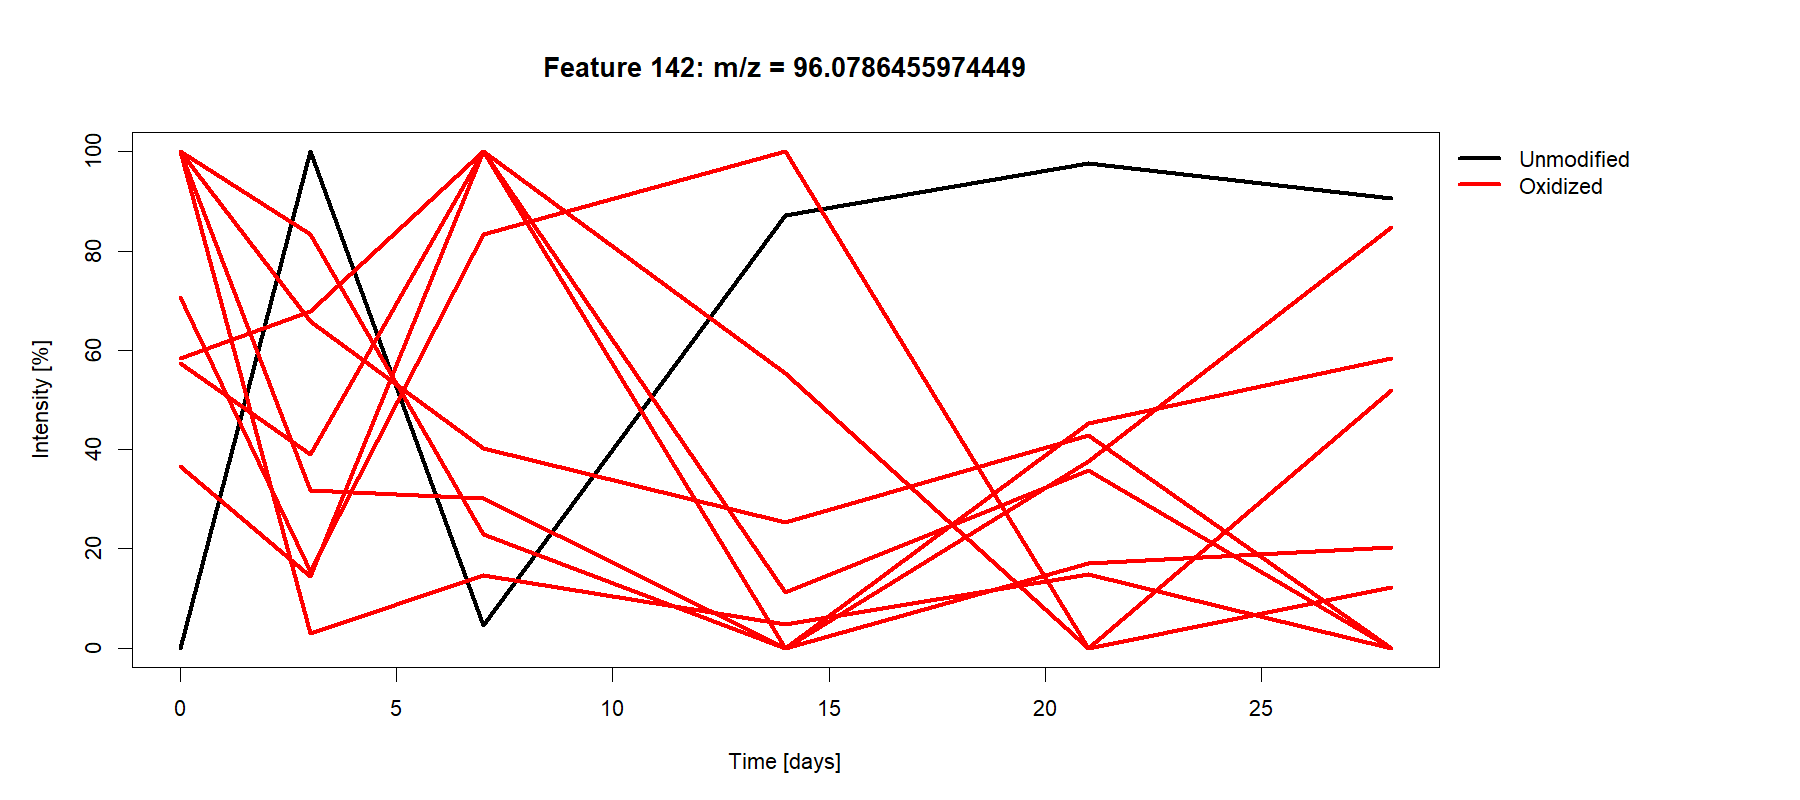 Feature 142: m/z = 96.0786455974449
Unmodified
Oxidized
100
80
60
40
20
0
Intensity [%]
0 5 10 15 20 25
Time [days]